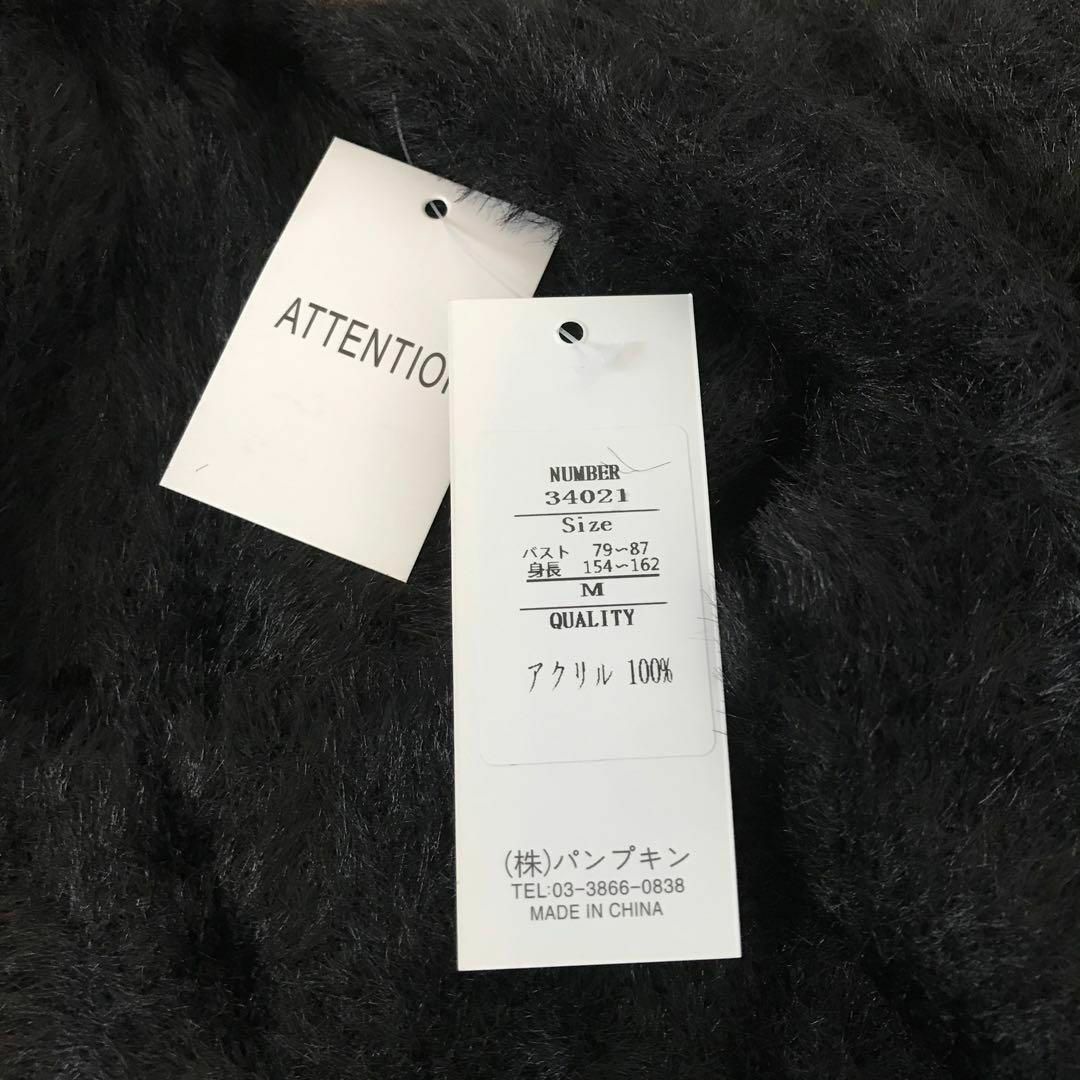 ATTENTIO
NUMBER
34021
Size
バスト 79~87
身長 154~162
M
QUALITY
アクリル 100%
(株)パンプキン
TEL:03-3866-0838
MADE IN CHINA